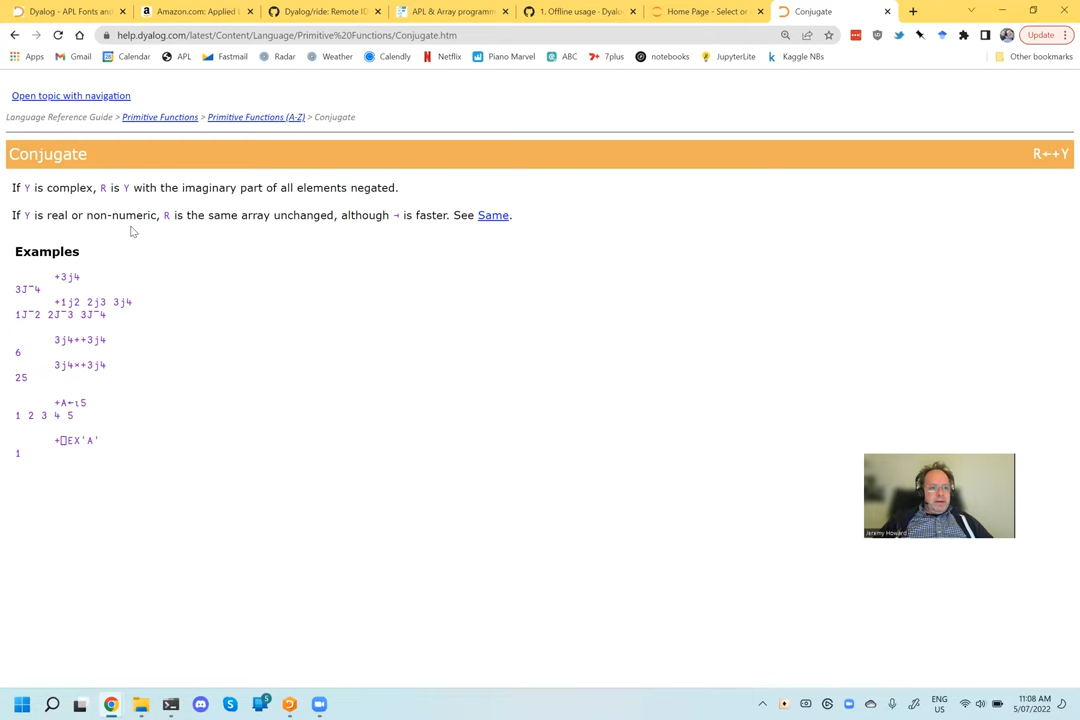 Dyalog - APL Fonts and
Amazon.com: Applied L
Dyalog/ride: Remote ID
APL & Array programm
1. Offline usage · Dyalo
Home Page - Select or e
Conjugate
help.dyalog.com/latest/Content/Language/Primitive%20Functions/Conjugate.htm
Update
Apps
Gmail
Calendar
APL
Fastmail
Radar
Weather
Calendly
Netflix
Piano Marvel
ABC
7plus
notebooks
JupyterLite
Kaggle NBs
Other bookmarks
Open topic with navigation
Language Reference Guide > Primitive Functions > Primitive Functions (A-Z) > Conjugate
Conjugate R←+Y
If Y is complex, R is Y with the imaginary part of all elements negated.
If Y is real or non-numeric, R is the same array unchanged, although ⊣ is faster. See Same.
Examples
+3j4
3J¯4
+1j2 2j3 3j4
1J¯2 2J¯3 3J¯4
3j4++3j4
6
3j4×+3j4
25
+A←⍳5
1 2 3 4 5
+⎕EX'A'
1
Jeremy Howard
5
ENG
US
11:08 AM
5/07/2022